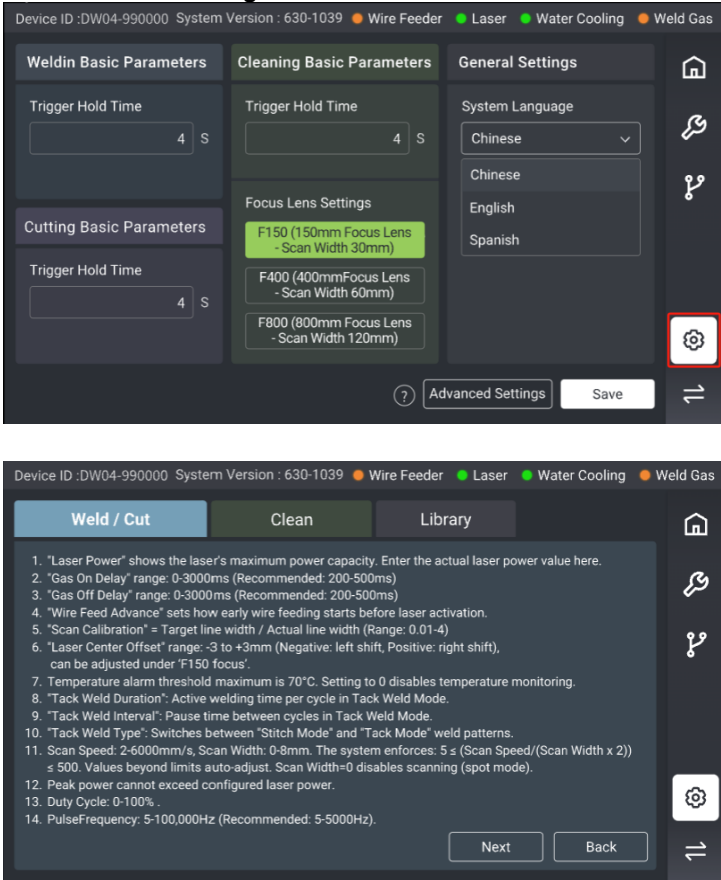 Device ID :DW04-990000 System Version : 630-1039 Wire Feeder Laser Water Cooling Weld Gas
Weldin Basic Parameters
Trigger Hold Time
4 S
Cutting Basic Parameters
Trigger Hold Time
4 S
Cleaning Basic Parameters
Trigger Hold Time
4 S
Focus Lens Settings
F150 (150mm Focus Lens
- Scan Width 30mm)
F400 (400mmFocus Lens
- Scan Width 60mm)
F800 (800mm Focus Lens
- Scan Width 120mm)
General Settings
System Language
Chinese
Chinese
English
Spanish
? Advanced Settings Save
Device ID :DW04-990000 System Version : 630-1039 Wire Feeder Laser Water Cooling Weld Gas
Weld / Cut Clean Library
1. "Laser Power" shows the laser's maximum power capacity. Enter the actual laser power value here.
2. "Gas On Delay" range: 0-3000ms (Recommended: 200-500ms)
3. "Gas Off Delay" range: 0-3000ms (Recommended: 200-500ms)
4. "Wire Feed Advance" sets how early wire feeding starts before laser activation.
5. "Scan Calibration" = Target line width / Actual line width (Range: 0.01-4)
6. "Laser Center Offset" range: -3 to +3mm (Negative: left shift, Positive: right shift),
can be adjusted under 'F150 focus'.
7. Temperature alarm threshold maximum is 70°C. Setting to 0 disables temperature monitoring.
8. "Tack Weld Duration": Active welding time per cycle in Tack Weld Mode.
9. "Tack Weld Interval": Pause time between cycles in Tack Weld Mode.
10. "Tack Weld Type": Switches between "Stitch Mode" and "Tack Mode" weld patterns.
11. Scan Speed: 2-6000mm/s, Scan Width: 0-8mm. The system enforces: 5 ≤ (Scan Speed/(Scan Width x 2))
≤ 500. Values beyond limits auto-adjust. Scan Width=0 disables scanning (spot mode).
12. Peak power cannot exceed configured laser power.
13. Duty Cycle: 0-100% .
14. PulseFrequency: 5-100,000Hz (Recommended: 5-5000Hz).
Next Back